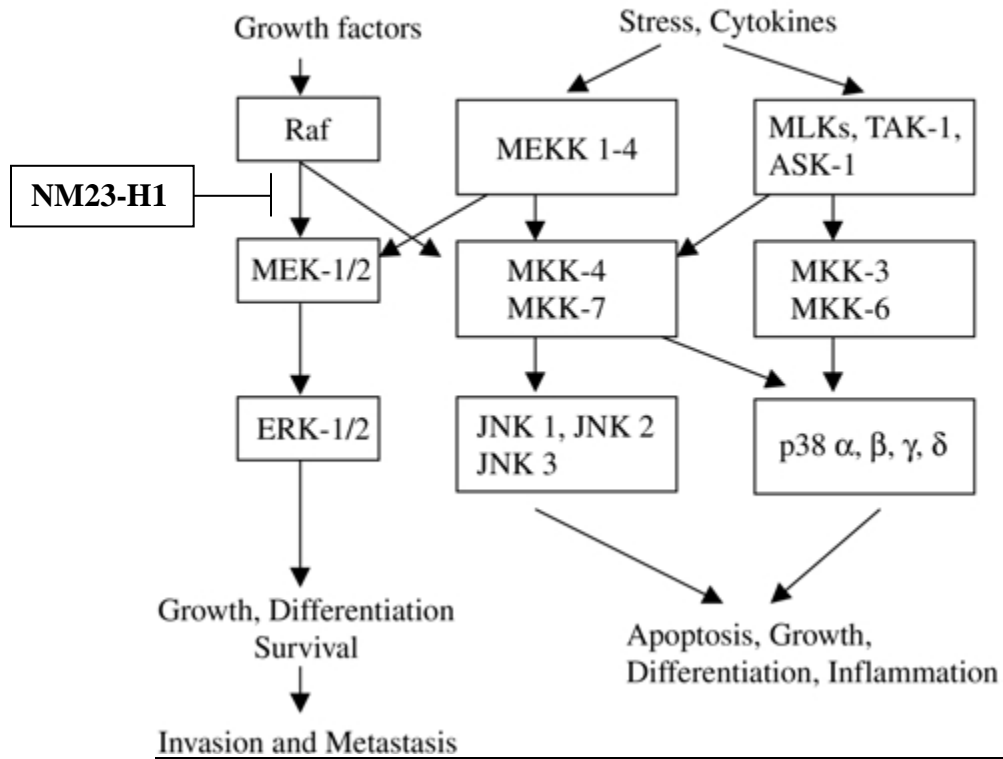 Growth factors
Stress, Cytokines
Raf
MEKK 1-4
MLKs, TAK-1,
ASK-1
NM23-H1
MEK-1/2
MKK-4
MKK-7
MKK-3
MKK-6
ERK-1/2
JNK 1, JNK 2
JNK 3
p38 α, β, γ, δ
Growth, Differentiation
Survival
Apoptosis, Growth,
Differentiation, Inflammation
Invasion and Metastasis